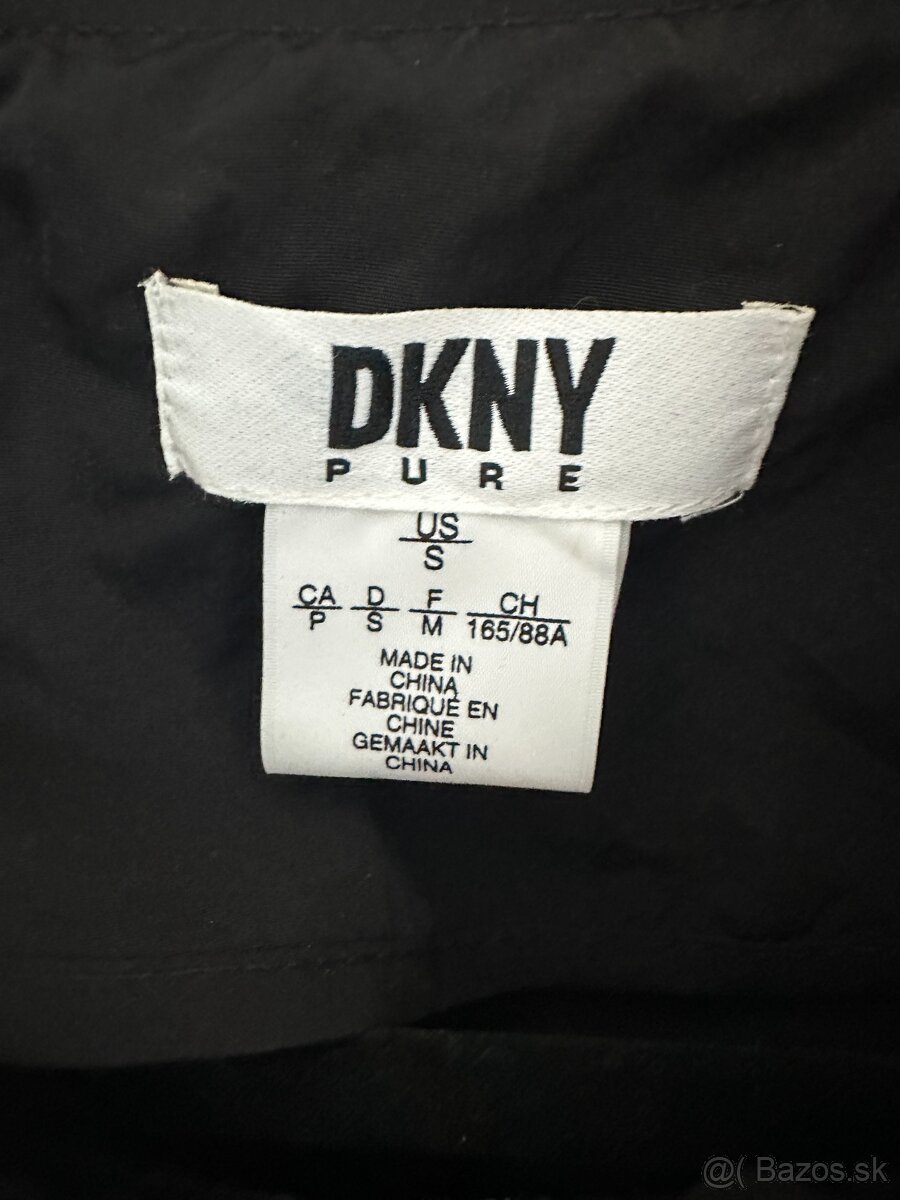 DKNY
PURE
US
S
CA D F CH
P S M 165/88A
MADE IN
CHINA
FABRIQUÉ EN
CHINE
GEMAAKT IN
CHINA
@( Bazos.sk